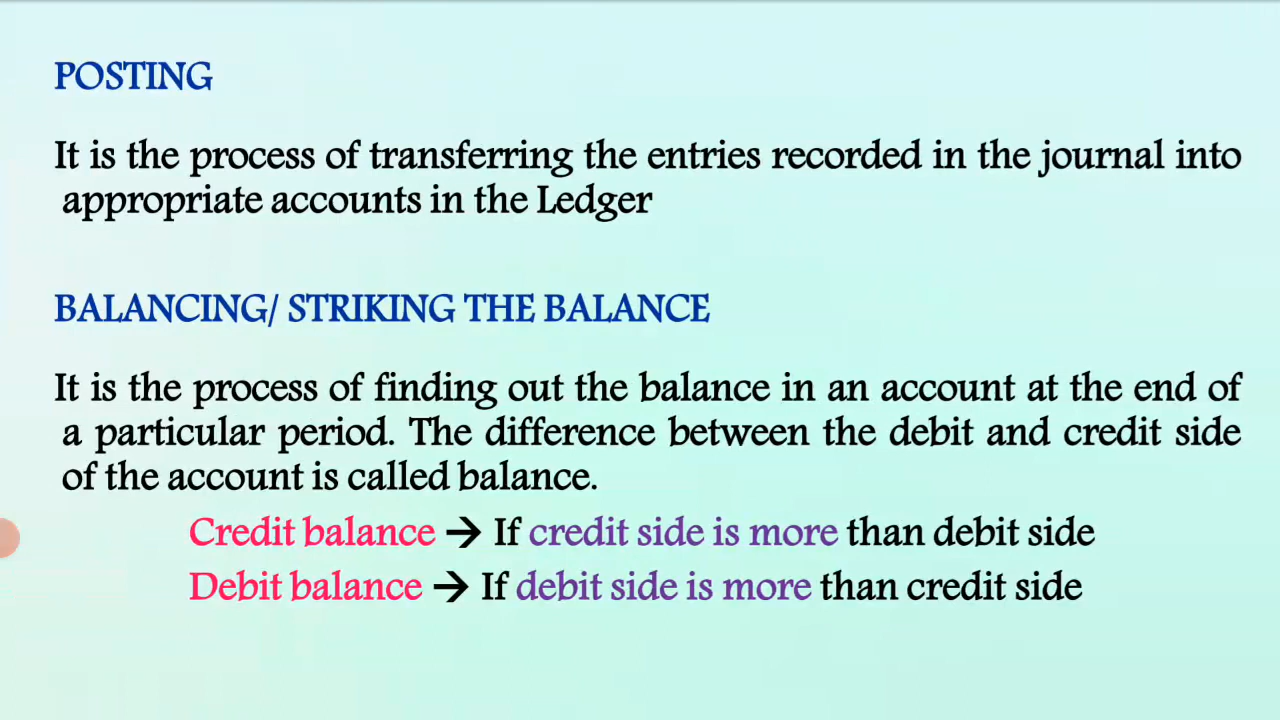 POSTING
It is the process of transferring the entries recorded in the journal into
appropriate accounts in the Ledger
BALANCING/ STRIKING THE BALANCE
It is the process of finding out the balance in an account at the end of
a particular period. The difference between the debit and credit side
of the account is called balance.
Credit balance → If credit side is more than debit side
Debit balance → If debit side is more than credit side